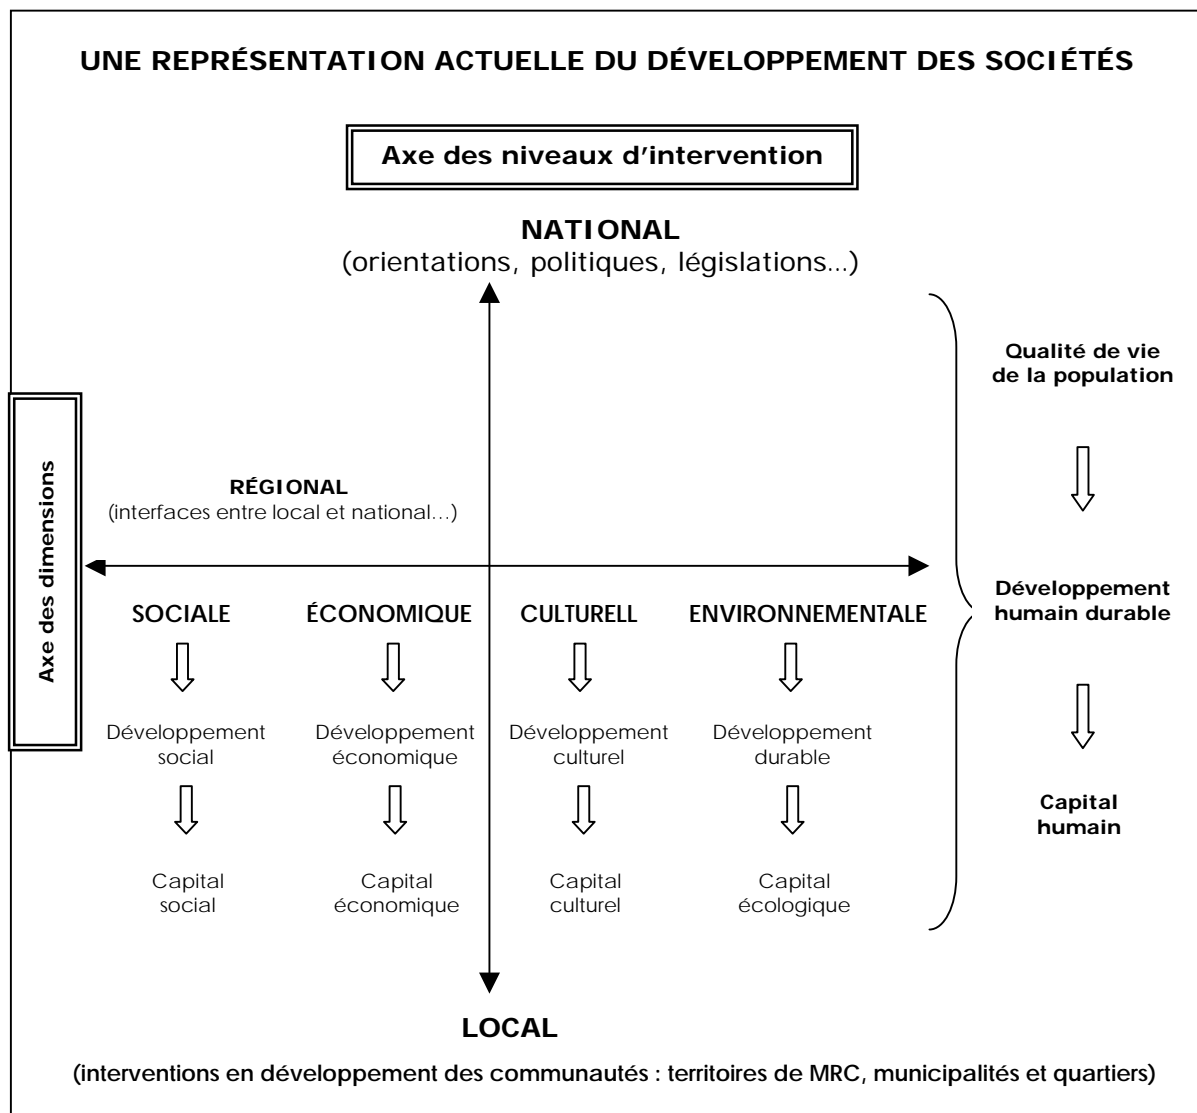 UNE REPRÉSENTATION ACTUELLE DU DÉVELOPPEMENT DES SOCIÉTÉS
Axe des niveaux d'intervention
NATIONAL
(orientations, politiques, législations...)
Qualité de vie
de la population
Axe des dimensions
RÉGIONAL
(interfaces entre local et national...)
Développement
humain durable
SOCIALE
ÉCONOMIQUE
CULTURELL
ENVIRONNEMENTALE
Développement
social
Développement
économique
Développement
culturel
Développement
durable
Capital
humain
Capital
social
Capital
économique
Capital
culturel
Capital
écologique
LOCAL
(interventions en développement des communautés : territoires de MRC, municipalités et quartiers)